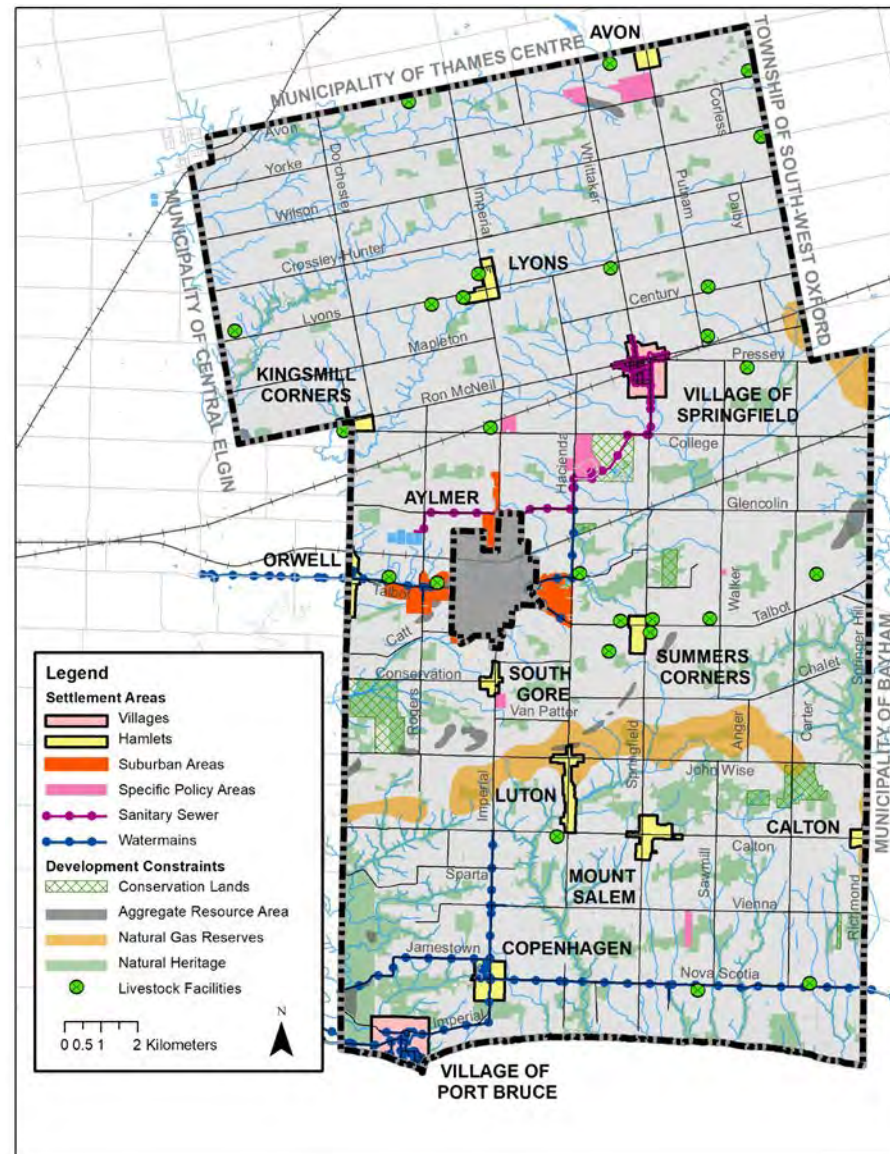 AVON
MUNICIPALITY OF THAMES CENTRE
TOWNSHIP OF SOUTH-WEST OXFORD
Avon
Corless
Yorke
Dorchester
Whittaker
Imperial
Putnam
Wilson
Dalby
MUNICIPALITY OF CENTRAL ELGIN
Crossley-Hunter
LYONS
Century
Lyons
Mapleton
Pressey
KINGSMILL
CORNERS
Ron McNeil
VILLAGE OF
SPRINGFIELD
Hacienda
College
AYLMER
Glencolin
ORWELL
Talbot
Walker
Talbot
Catt
Springer Hill
SUMMERS
CORNERS
Chalet
Conservation
SOUTH
GORE
Rogers
Van Patter
Carter
Anger
Springfield
MUNICIPALITY OF BAYHAM
John Wise
Imperial
LUTON
CALTON
Calton
MOUNT
SALEM
Sparta
Sawmill
Vienna
Richmond
Jamestown
COPENHAGEN
Nova Scotia
Imperial
VILLAGE OF
PORT BRUCE
Legend
Settlement Areas
Villages
Hamlets
Suburban Areas
Specific Policy Areas
Sanitary Sewer
Watermains
Development Constraints
Conservation Lands
Aggregate Resource Area
Natural Gas Reserves
Natural Heritage
Livestock Facilities
N
0 0.5 1 2 Kilometers